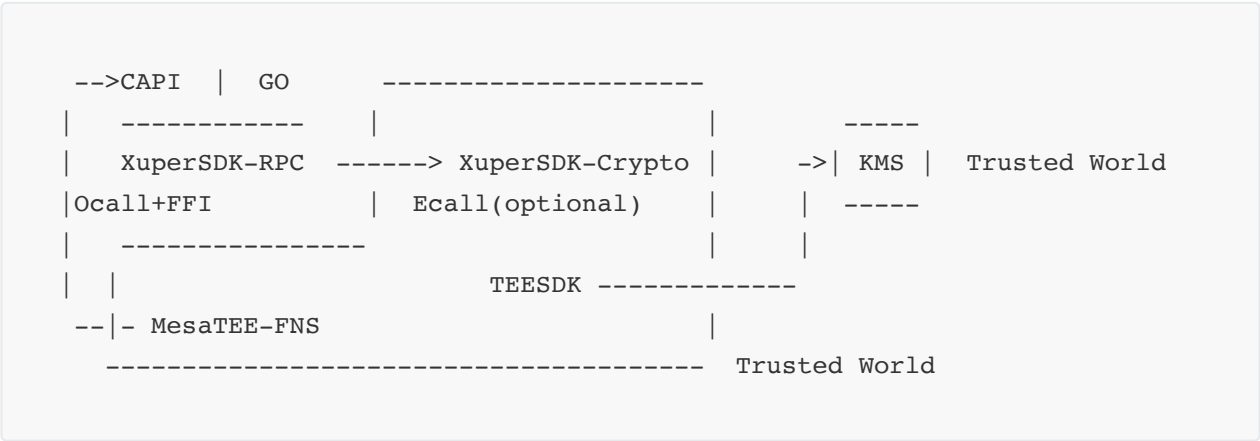 -->CAPI | GO ---------------------
| ------------ | | -----
| XuperSDK-RPC ------> XuperSDK-Crypto | ->| KMS | Trusted World
|Ocall+FFI | Ecall(optional) | | -----
| ---------------- | |
| | TEESDK -------------
--|- MesaTEE-FNS |
--------------------------------------- Trusted World